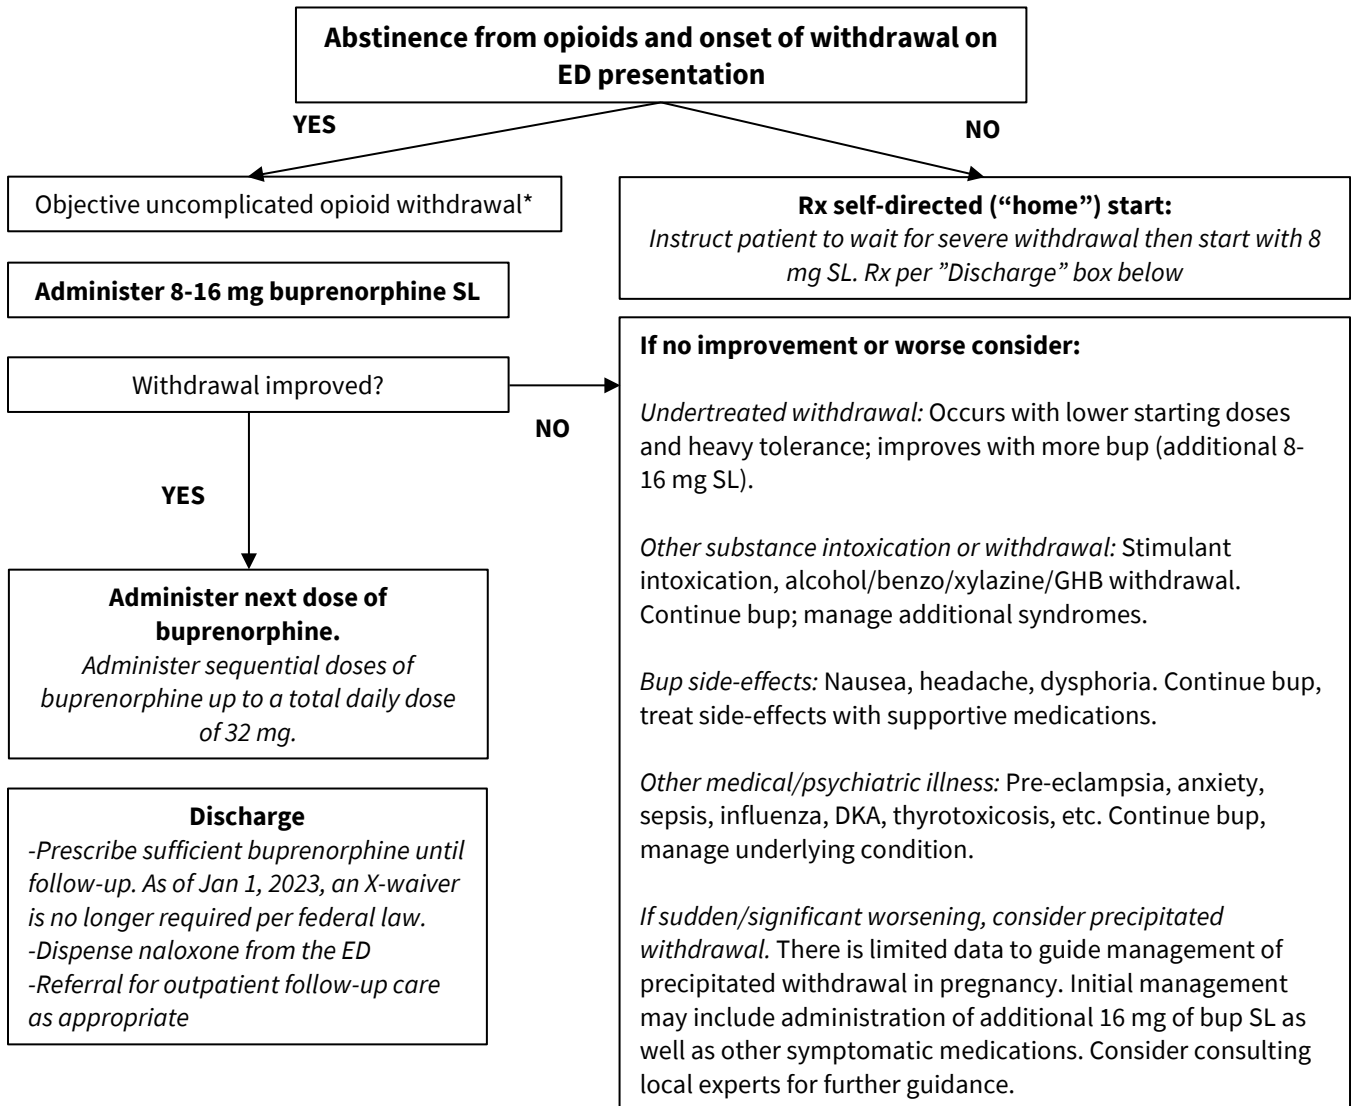 Abstinence from opioids and onset of withdrawal on
ED presentation
YES
NO
Objective uncomplicated opioid withdrawal*
Rx self-directed (“home”) start:
Instruct patient to wait for severe withdrawal then start with 8
mg SL. Rx per ”Discharge” box below
Administer 8-16 mg buprenorphine SL
Withdrawal improved?
NO
YES
If no improvement or worse consider:
Undertreated withdrawal: Occurs with lower starting doses
and heavy tolerance; improves with more bup (additional 8-
16 mg SL).
Other substance intoxication or withdrawal: Stimulant
intoxication, alcohol/benzo/xylazine/GHB withdrawal.
Continue bup; manage additional syndromes.
Bup side-effects: Nausea, headache, dysphoria. Continue bup,
treat side-effects with supportive medications.
Other medical/psychiatric illness: Pre-eclampsia, anxiety,
sepsis, influenza, DKA, thyrotoxicosis, etc. Continue bup,
manage underlying condition.
If sudden/significant worsening, consider precipitated
withdrawal. There is limited data to guide management of
precipitated withdrawal in pregnancy. Initial management
may include administration of additional 16 mg of bup SL as
well as other symptomatic medications. Consider consulting
local experts for further guidance.
Administer next dose of
buprenorphine.
Administer sequential doses of
buprenorphine up to a total daily dose
of 32 mg.
Discharge
-Prescribe sufficient buprenorphine until
follow-up. As of Jan 1, 2023, an X-waiver
is no longer required per federal law.
-Dispense naloxone from the ED
-Referral for outpatient follow-up care
as appropriate